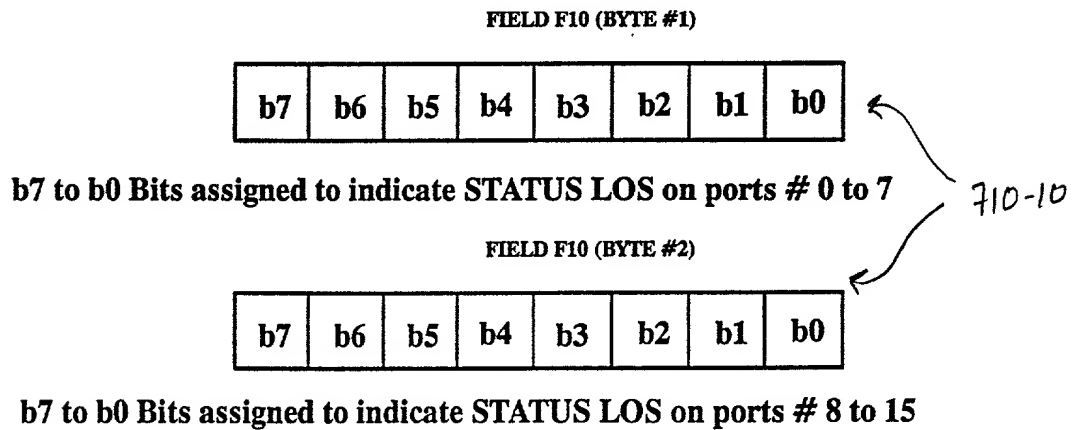 FIELD F10 (BYTE #1)
b7 b6 b5 b4 b3 b2 b1 b0
b7 to b0 Bits assigned to indicate STATUS LOS on ports # 0 to 7
710-10
FIELD F10 (BYTE #2)
b7 b6 b5 b4 b3 b2 b1 b0
b7 to b0 Bits assigned to indicate STATUS LOS on ports # 8 to 15